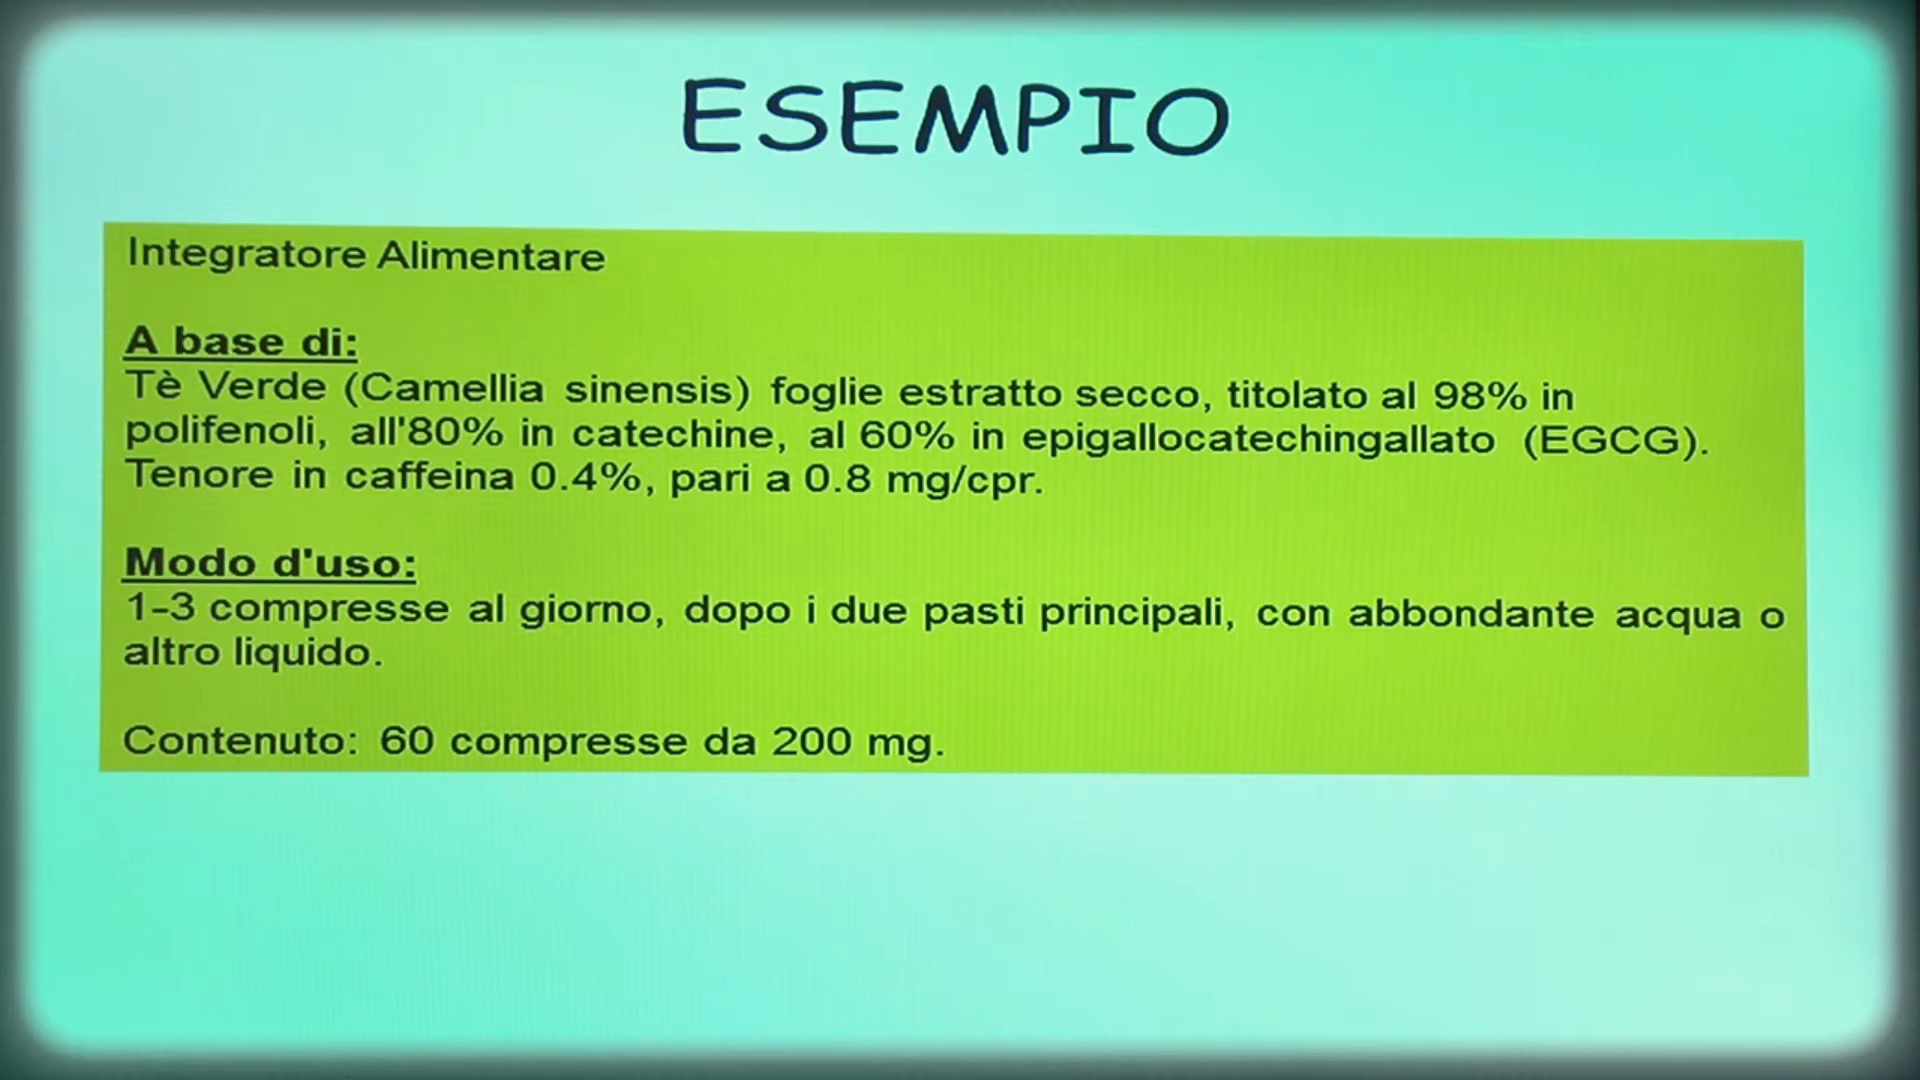 ESEMPIO
Integratore Alimentare
A base di:
Tè Verde (Camellia sinensis) foglie estratto secco, titolato al 98% in
polifenoli, all'80% in catechine, al 60% in epigallocatechingallato (EGCG).
Tenore in caffeina 0.4%, pari a 0.8 mg/cpr.
Modo d'uso:
1-3 compresse al giorno, dopo i due pasti principali, con abbondante acqua o
altro liquido.
Contenuto: 60 compresse da 200 mg.